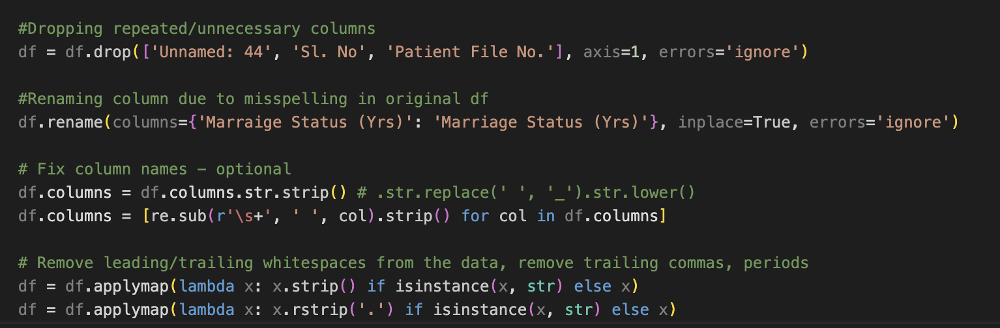 #Dropping repeated/unnecessary columns
df = df.drop(['Unnamed: 44', 'Sl. No', 'Patient File No.'], axis=1, errors='ignore')
#Renaming column due to misspelling in original df
df.rename(columns={'Marraige Status (Yrs)': 'Marriage Status (Yrs)'}, inplace=True, errors='ignore')
# Fix column names – optional
df.columns = df.columns.str.strip() # .str.replace(' ', '_').str.lower()
df.columns = [re.sub(r'\s+', ' ', col).strip() for col in df.columns]
# Remove leading/trailing whitespaces from the data, remove trailing commas, periods
df = df.applymap(lambda x: x.strip() if isinstance(x, str) else x)
df = df.applymap(lambda x: x.rstrip('.') if isinstance(x, str) else x)